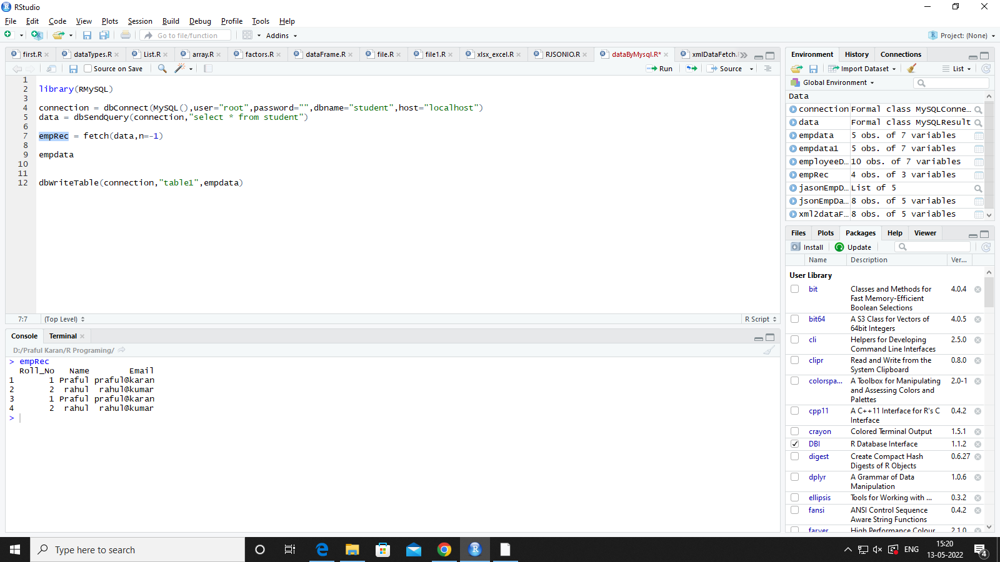 RStudio
File Edit Code View Plots Session Build Debug Profile Tools Help
Go to file/function Addins Project: (None)
first.R dataTypes.R List.R array.R factors.R dataFrame.R file.R file1.R xlsx_excel.R RJSONIO.R dataByMysql.R* xmlDataFetch.
Source on Save Run Source
1
2 library(RMySQL)
3
4 connection = dbConnect(MySQL(),user="root",password="",dbname="student",host="localhost")
5 data = dbSendQuery(connection,"select * from student")
6
7 empRec = fetch(data,n=-1)
8
9 empdata
10
11
12 dbWriteTable(connection,"table1",empdata)
7:7 (Top Level) R Script
Console Terminal
D:/Praful Karan/R Programing/
> empRec
Roll_No Name Email
1 1 Praful praful@karan
2 2 rahul rahul@kumar
3 1 Praful praful@karan
4 2 rahul rahul@kumar
>
Environment History Connections
Import Dataset List
Global Environment
Data
connection Formal class MySQLConne...
data Formal class MySQLResult
empdata 5 obs. of 7 variables
empdata1 5 obs. of 7 variables
employeeD... 10 obs. of 7 variables
empRec 4 obs. of 3 variables
jasonEmpD... List of 5
jsonEmpDa... 8 obs. of 5 variables
xml2dataF... 8 obs. of 5 variables
Files Plots Packages Help Viewer
Install Update
Name Description Ver...
User Library
bit Classes and Methods for 4.0.4
Fast Memory-Efficient
Boolean Selections
bit64 A S3 Class for Vectors of 4.0.5
64bit Integers
cli Helpers for Developing 2.5.0
Command Line Interfaces
clipr Read and Write from the 0.8.0
System Clipboard
colorspa... A Toolbox for Manipulating 2.0-1
and Assessing Colors and
Palettes
cpp11 A C++11 Interface for R's C 0.4.2
Interface
crayon Colored Terminal Output 1.5.1
DBI R Database Interface 1.1.2
digest Create Compact Hash 0.6.27
Digests of R Objects
dplyr A Grammar of Data 1.0.6
Manipulation
ellipsis Tools for Working with ... 0.3.2
fansi ANSI Control Sequence 0.4.2
Aware String Functions
farver High Performance Colour 2.1.0
Type here to search
ENG 15:20
13-05-2022 4